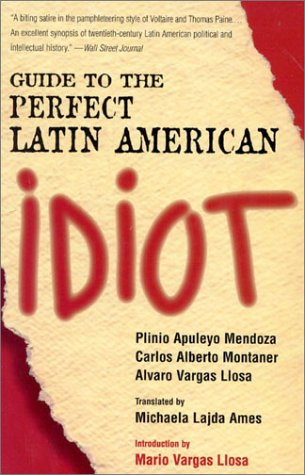 "A biting satire in the pamphleteering style of Voltaire and Thomas Paine...
An excellent synopsis of twentieth-century Latin American political and
intellectual history." —Wall Street Journal
GUIDE TO THE
PERFECT
LATIN AMERICAN
iDiOT
Plinio Apuleyo Mendoza
Carlos Alberto Montaner
Alvaro Vargas Llosa
Translated by
Michaela Lajda Ames
Introduction by
Mario Vargas Llosa